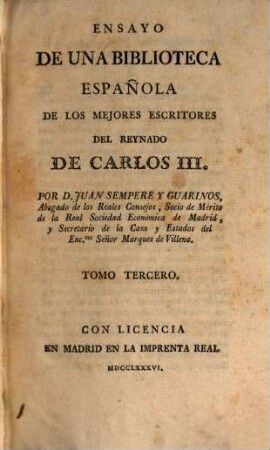 ENSAYO
DE UNA BIBLIOTECA
ESPAÑOLA
DE LOS MEJORES ESCRITORES
DEL REYNADO
DE CARLOS III.
POR D. JUAN SEMPERE Y GUARINOS,
Abogado de los Reales Consejos, Socio de Mérito
de la Real Sociedad Económica de Madrid,
y Secretario de la Casa y Estados del
Exc.mo Señor Marques de Villena.
TOMO TERCERO.
CON LICENCIA
EN MADRID EN LA IMPRENTA REAL.
MDCCLXXXVI.